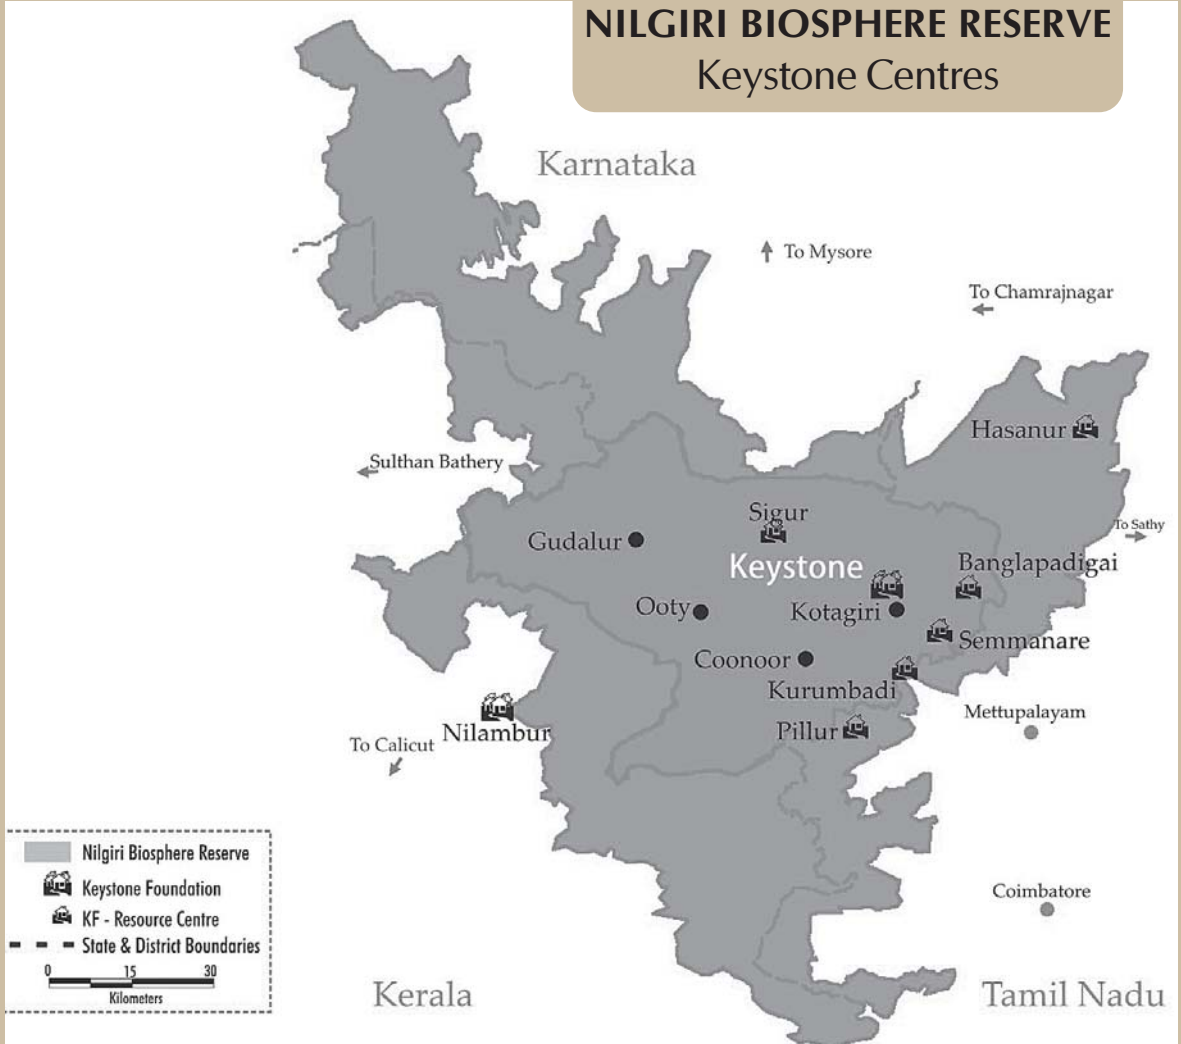 NILGIRI BIOSPHERE RESERVE
Keystone Centres
Karnataka
To Mysore
To Chamrajnagar
Hasanur
Sulthan Bathery
Sigur
To Sathy
Gudalur
Keystone
Banglapadigai
Ooty
Kotagiri
Semmanare
Coonoor
Kurumbadi
Mettupalayam
Pillur
Nilambur
To Calicut
Nilgiri Biosphere Reserve
Keystone Foundation
KF - Resource Centre
State & District Boundaries
0 15 30
Kilometers
Coimbatore
Kerala
Tamil Nadu